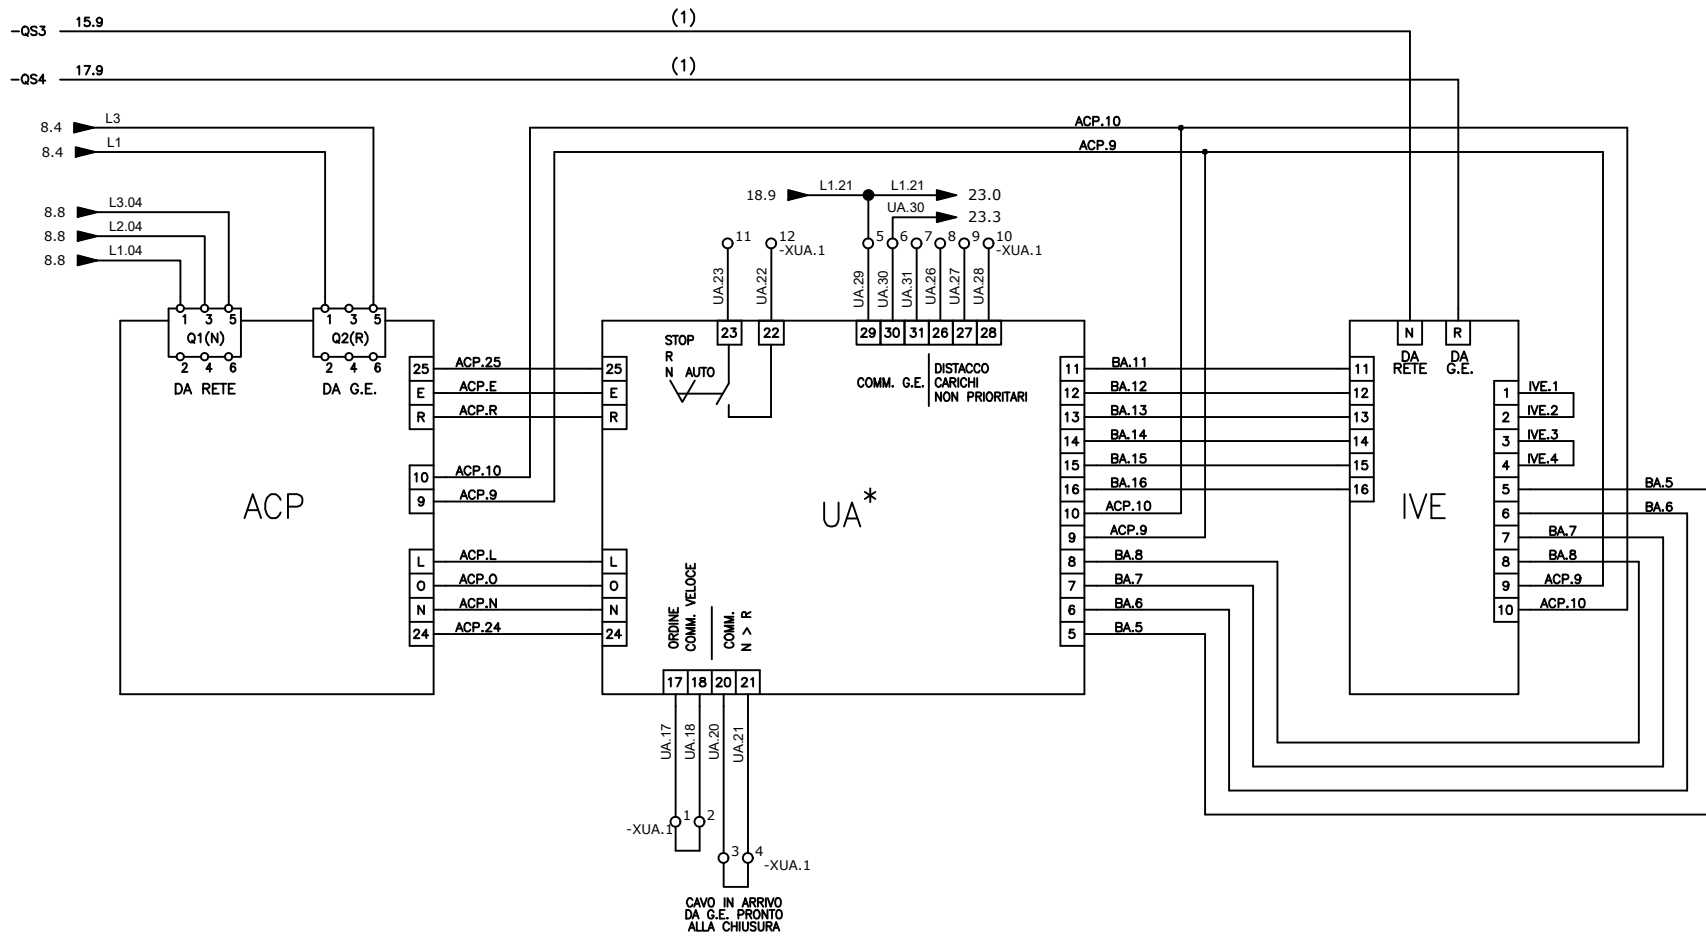 -QS3 15.9 (1)
-QS4 17.9 (1)
8.4 L3
ACP.10
8.4 L1
ACP.9
18.9 L1.21 L1.21 23.0
8.8 L3.04
UA.30 23.3
8.8 L2.04
8.8 L1.04
11 12 5 6 7 8 9 10
-XUA.1 -XUA.1
UA.23 UA.22 UA.29 UA.30 UA.31 UA.26 UA.27 UA.28
1 3 5
Q1(N)
2 4 6
DA RETE
1 3 5
Q2(R)
2 4 6
DA G.E.
23 22 29 30 31 26 27 28
N R
DA RETE
DA G.E.
STOP
R
N AUTO
COMM. G.E.
DISTACCO
CARICHI
NON PRIORITARI
25 ACP.25 25
E ACP.E E
R ACP.R R
10 ACP.10
9 ACP.9
L ACP.L L
O ACP.O O
N ACP.N N
24 ACP.24 24
ACP
UA*
IVE
11 BA.11 11
12 BA.12 12
13 BA.13 13
14 BA.14 14
15 BA.15 15
16 BA.16 16
10 ACP.10
9 ACP.9
8 BA.8
7 BA.7
6 BA.6
5 BA.5
1 IVE.1
2 IVE.2
3 IVE.3
4 IVE.4
5 BA.5
6 BA.6
7 BA.7
8 BA.8
9 ACP.9
10 ACP.10
ORDINE
COMM. VELOCE
COMM.
N > R
17 18 20 21
UA.17 UA.18 UA.20 UA.21
-XUA.1 1 2
3 4 -XUA.1
CAVO IN ARRIVO
DA G.E. PRONTO
ALLA CHIUSURA